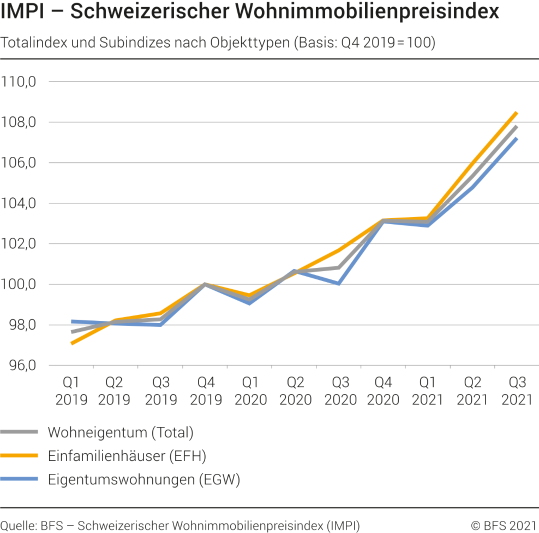 IMPI – Schweizerischer Wohnimmobilienpreisindex
Totalindex und Subindizes nach Objekttypen (Basis: Q4 2019 = 100)
110,0
108,0
106,0
104,0
102,0
100,0
98,0
96,0
Q1 Q2 Q3 Q4 Q1 Q2 Q3 Q4 Q1 Q2 Q3
2019 2019 2019 2019 2020 2020 2020 2020 2021 2021 2021
Wohneigentum (Total)
Einfamilienhäuser (EFH)
Eigentumswohnungen (EGW)
Quelle: BFS – Schweizerischer Wohnimmobilienpreisindex (IMPI) © BFS 2021